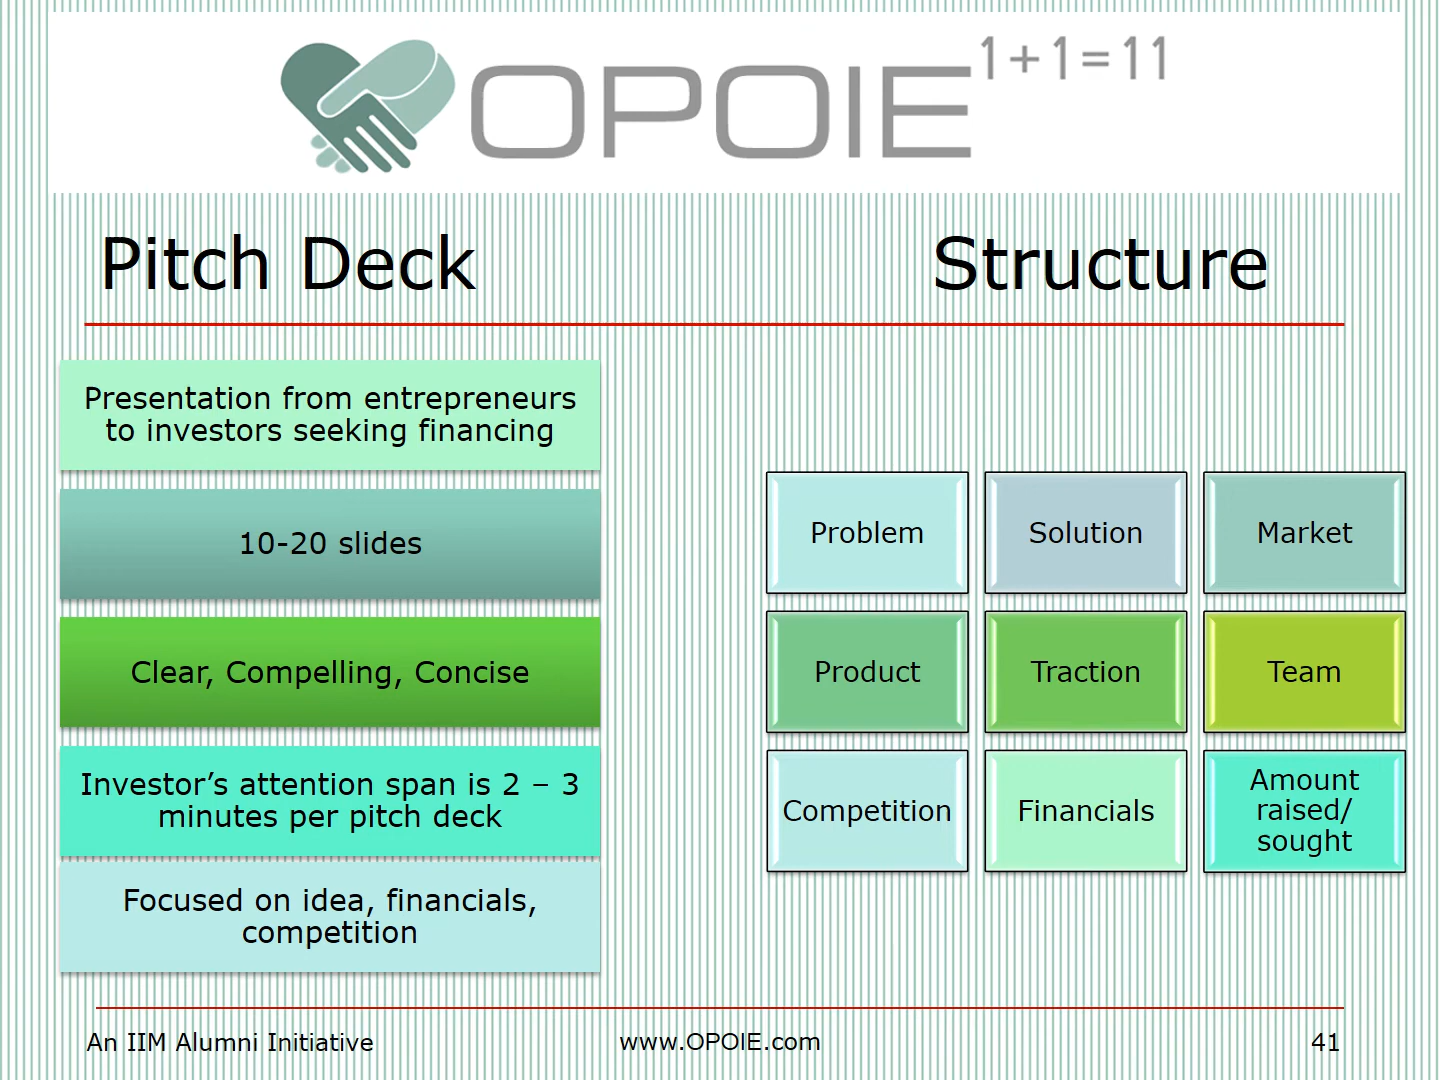 OPOIE 1+1=11
Pitch Deck
Structure
Presentation from entrepreneurs
to investors seeking financing
10-20 slides
Clear, Compelling, Concise
Investor’s attention span is 2 – 3
minutes per pitch deck
Focused on idea, financials,
competition
Problem
Solution
Market
Product
Traction
Team
Competition
Financials
Amount
raised/
sought
An IIM Alumni Initiative
www.OPOIE.com
41